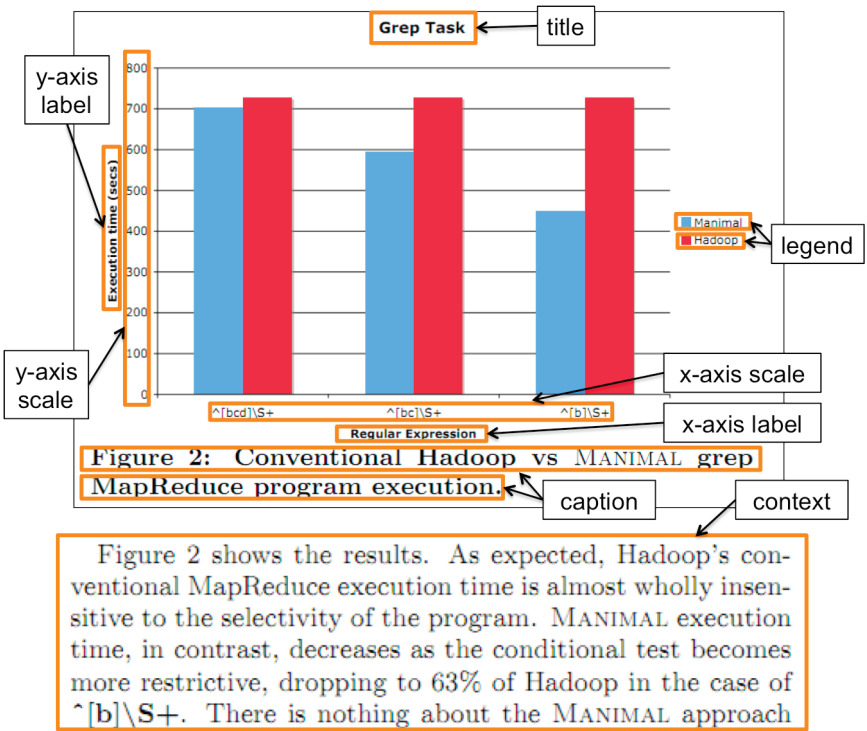 Grep Task
title
y-axis
label
800
700
600
500
400
300
200
100
0
Execution time (secs)
Manimal
Hadoop
legend
y-axis
scale
x-axis scale
^[bcd]\S+ ^[bc]\S+ ^[b]\S+
Regular Expression
x-axis label
Figure 2: Conventional Hadoop vs MANIMAL grep
MapReduce program execution.
caption
context
Figure 2 shows the results. As expected, Hadoop's con-
ventional MapReduce execution time is almost wholly insen-
sitive to the selectivity of the program. MANIMAL execution
time, in contrast, decreases as the conditional test becomes
more restrictive, dropping to 63% of Hadoop in the case of
^[b]\S+. There is nothing about the MANIMAL approach